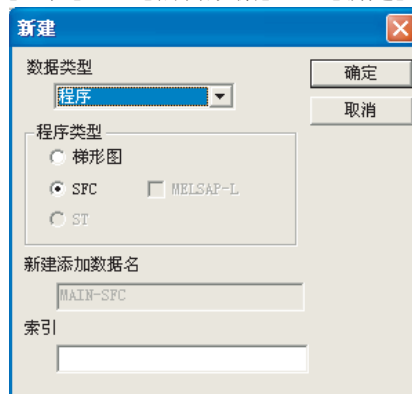 新建
数据类型
程序
确定
取消
程序类型
梯形图
SFC
MELSAP-L
ST
新建添加数据名
MAIN-SFC
索引